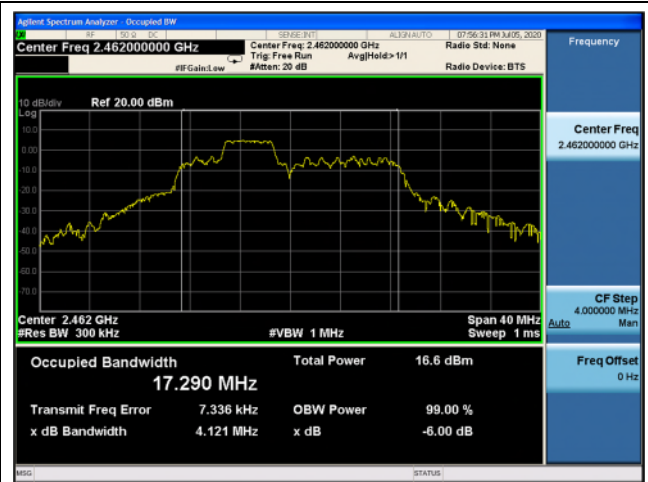 Agilent Spectrum Analyzer - Occupied BW
RF 50 Ω DC SENSE:INT ALIGN AUTO 07:56:31 PM Jul 05, 2020
Center Freq 2.462000000 GHz Center Freq: 2.462000000 GHz Radio Std: None Frequency
Trig: Free Run Avg|Hold:>1/1
#IFGain:Low #Atten: 20 dB Radio Device: BTS
10 dB/div Ref 20.00 dBm
Log
10.0
0.00
-10.0
-20.0
-30.0
-40.0
-50.0
-60.0
-70.0
Center 2.462 GHz Span 40 MHz
#Res BW 300 kHz #VBW 1 MHz Sweep 1 ms
Occupied Bandwidth Total Power 16.6 dBm
17.290 MHz
Transmit Freq Error 7.336 kHz OBW Power 99.00 %
x dB Bandwidth 4.121 MHz x dB -6.00 dB
Center Freq
2.462000000 GHz
CF Step
4.000000 MHz
Auto Man
Freq Offset
0 Hz
MSG STATUS